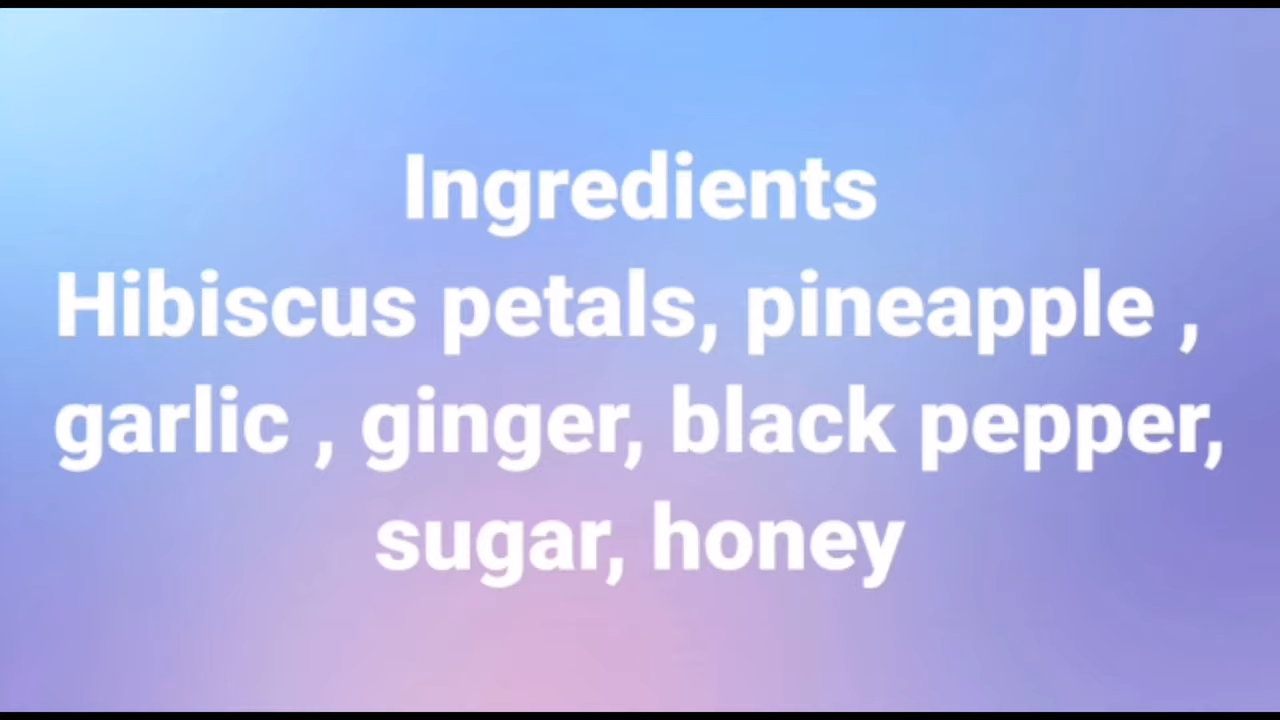 Ingredients
Hibiscus petals, pineapple ,
garlic , ginger, black pepper,
sugar, honey